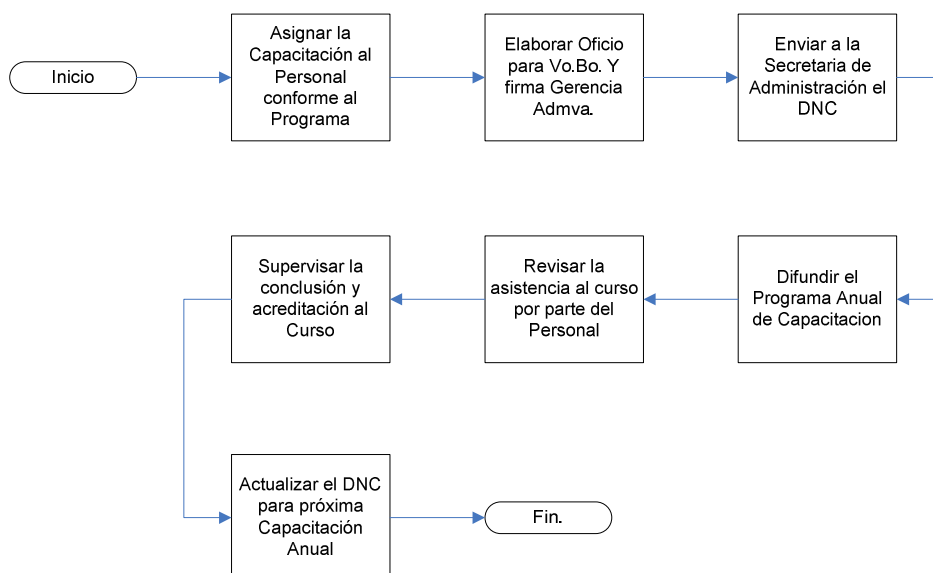 Inicio
Asignar la
Capacitación al
Personal
conforme al
Programa
Elaborar Oficio
para Vo.Bo. Y
firma Gerencia
Admva.
Enviar a la
Secretaria de
Administración el
DNC
Difundir el
Programa Anual
de Capacitacion
Revisar la
asistencia al curso
por parte del
Personal
Supervisar la
conclusión y
acreditación al
Curso
Actualizar el DNC
para próxima
Capacitación
Anual
Fin.